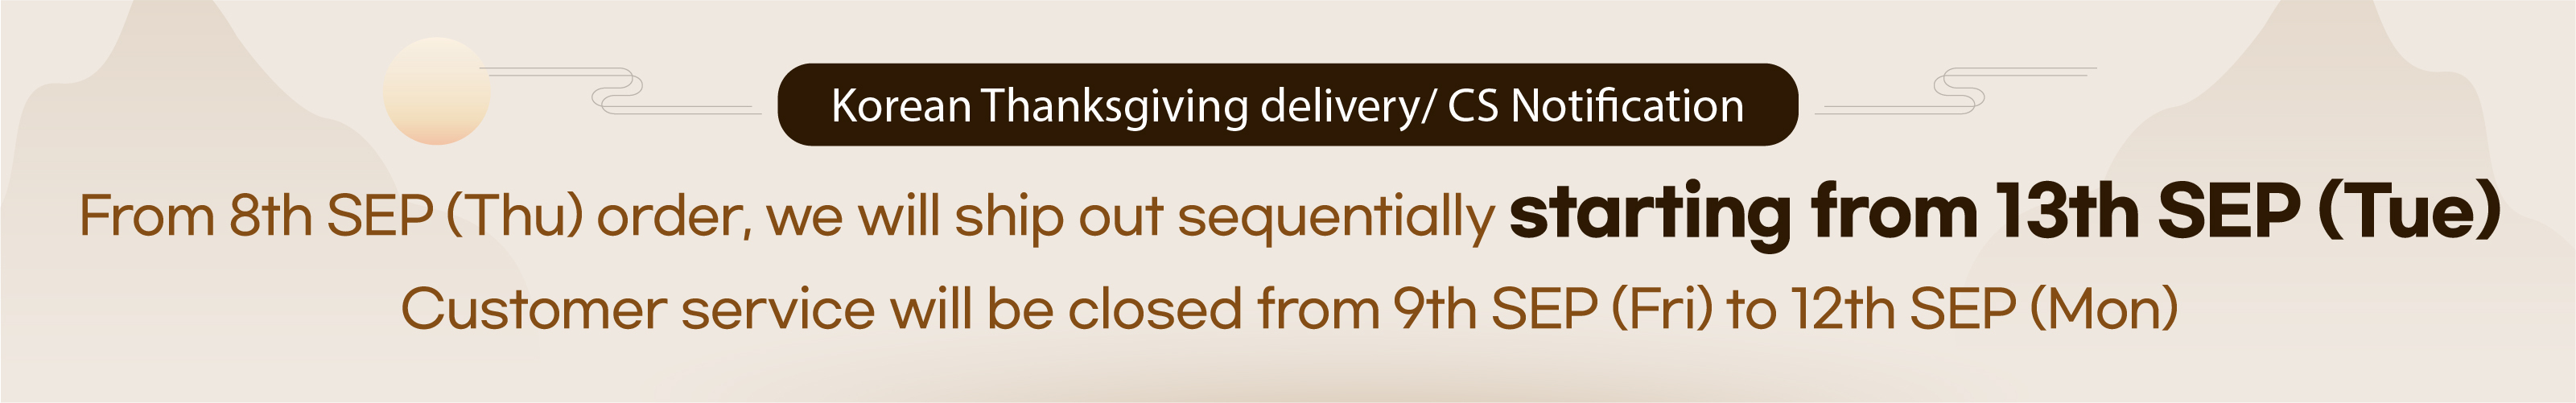 Korean Thanksgiving delivery/ CS Notification
From 8th SEP (Thu) order, we will ship out sequentially starting from 13th SEP (Tue)
Customer service will be closed from 9th SEP (Fri) to 12th SEP (Mon)